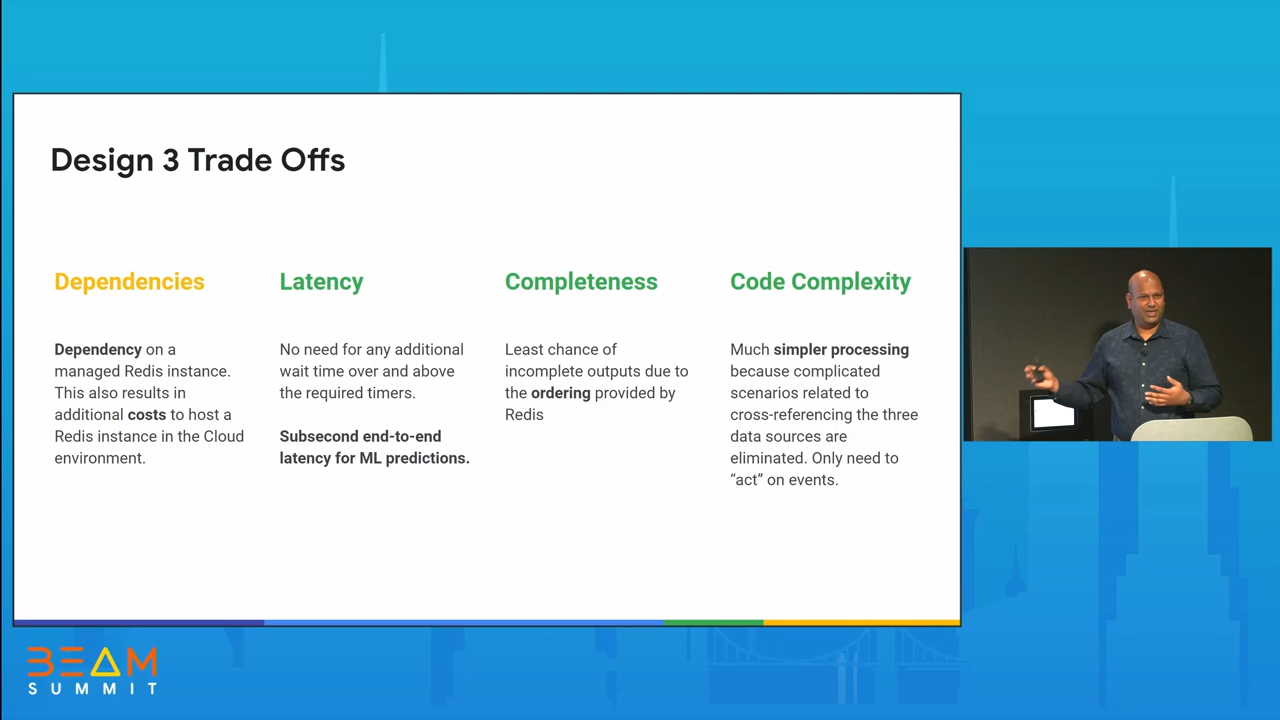 Design 3 Trade Offs
Dependencies
Dependency on a
managed Redis instance.
This also results in
additional costs to host a
Redis instance in the Cloud
environment.
Latency
No need for any additional
wait time over and above
the required timers.
Subsecond end-to-end
latency for ML predictions.
Completeness
Least chance of
incomplete outputs due to
the ordering provided by
Redis
Code Complexity
Much simpler processing
because complicated
scenarios related to
cross-referencing the three
data sources are
eliminated. Only need to
“act” on events.
BEAM
SUMMIT